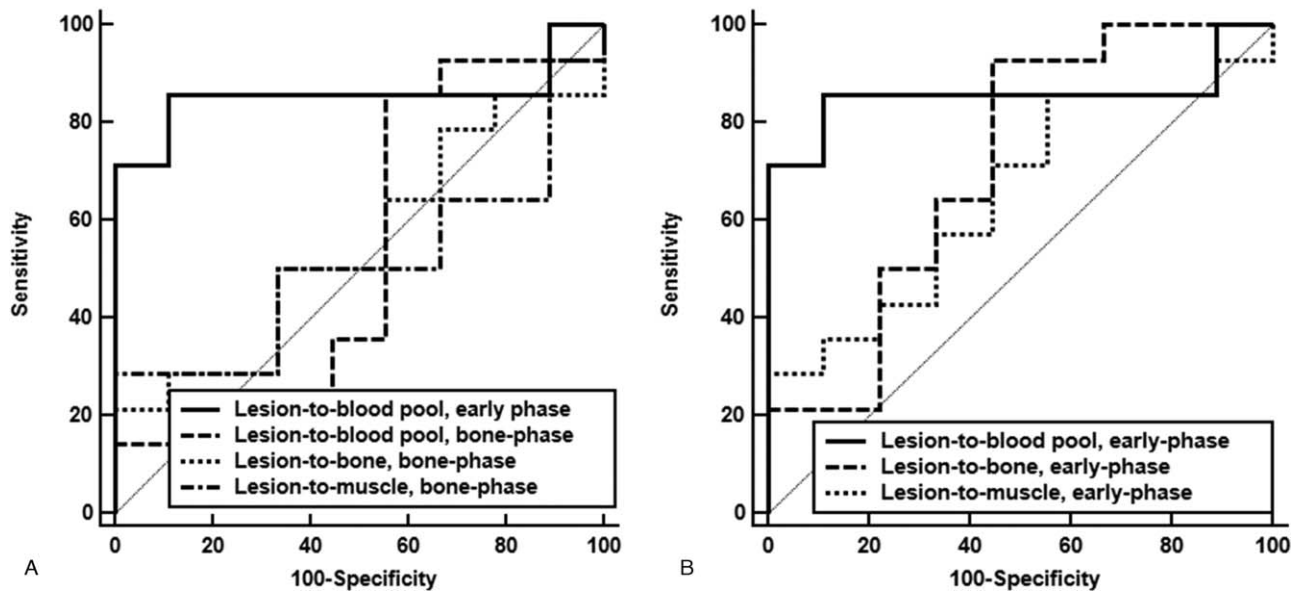 100
80
60
40
20
0
Sensitivity
Lesion-to-blood pool, early phase
Lesion-to-blood pool, bone-phase
Lesion-to-bone, bone-phase
Lesion-to-muscle, bone-phase
0 20 40 60 80 100
100-Specificity
A
100
80
60
40
20
0
Sensitivity
Lesion-to-blood pool, early-phase
Lesion-to-bone, early-phase
Lesion-to-muscle, early-phase
0 20 40 60 80 100
100-Specificity
B